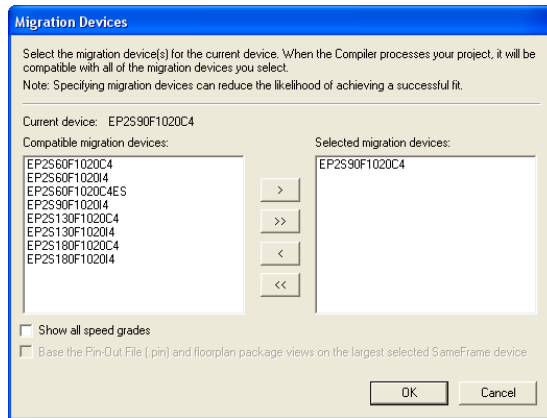 Migration Devices
Select the migration device(s) for the current device. When the Compiler processes your project, it will be
compatible with all of the migration devices you select.
Note: Specifying migration devices can reduce the likelihood of achieving a successful fit.
Current device: EP2S90F1020C4
Compatible migration devices:
EP2S60F1020C4
EP2S60F1020I4
EP2S60F1020C4ES
EP2S90F1020I4
EP2S130F1020C4
EP2S130F1020I4
EP2S180F1020C4
EP2S180F1020I4
>
>>
<
<<
Selected migration devices:
EP2S90F1020C4
Show all speed grades
Base the Pin-Out File (.pin) and floorplan package views on the largest selected SameFrame device
OK
Cancel